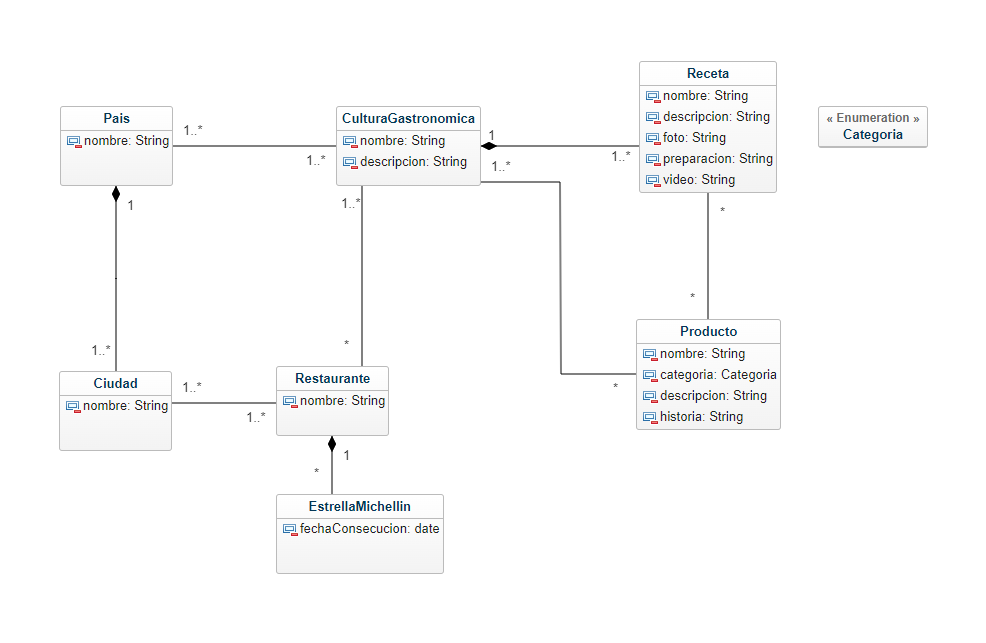 Pais
nombre: String
1..*
1..*
CulturaGastronomica
nombre: String
descripcion: String
1
1..*
1..*
Receta
nombre: String
descripcion: String
foto: String
preparacion: String
video: String
« Enumeration »
Categoria
1
1..*
1..*
*
*
*
*
Ciudad
nombre: String
1..*
1..*
Restaurante
nombre: String
Producto
nombre: String
categoria: Categoria
descripcion: String
historia: String
1
*
EstrellaMichellin
fechaConsecucion: date